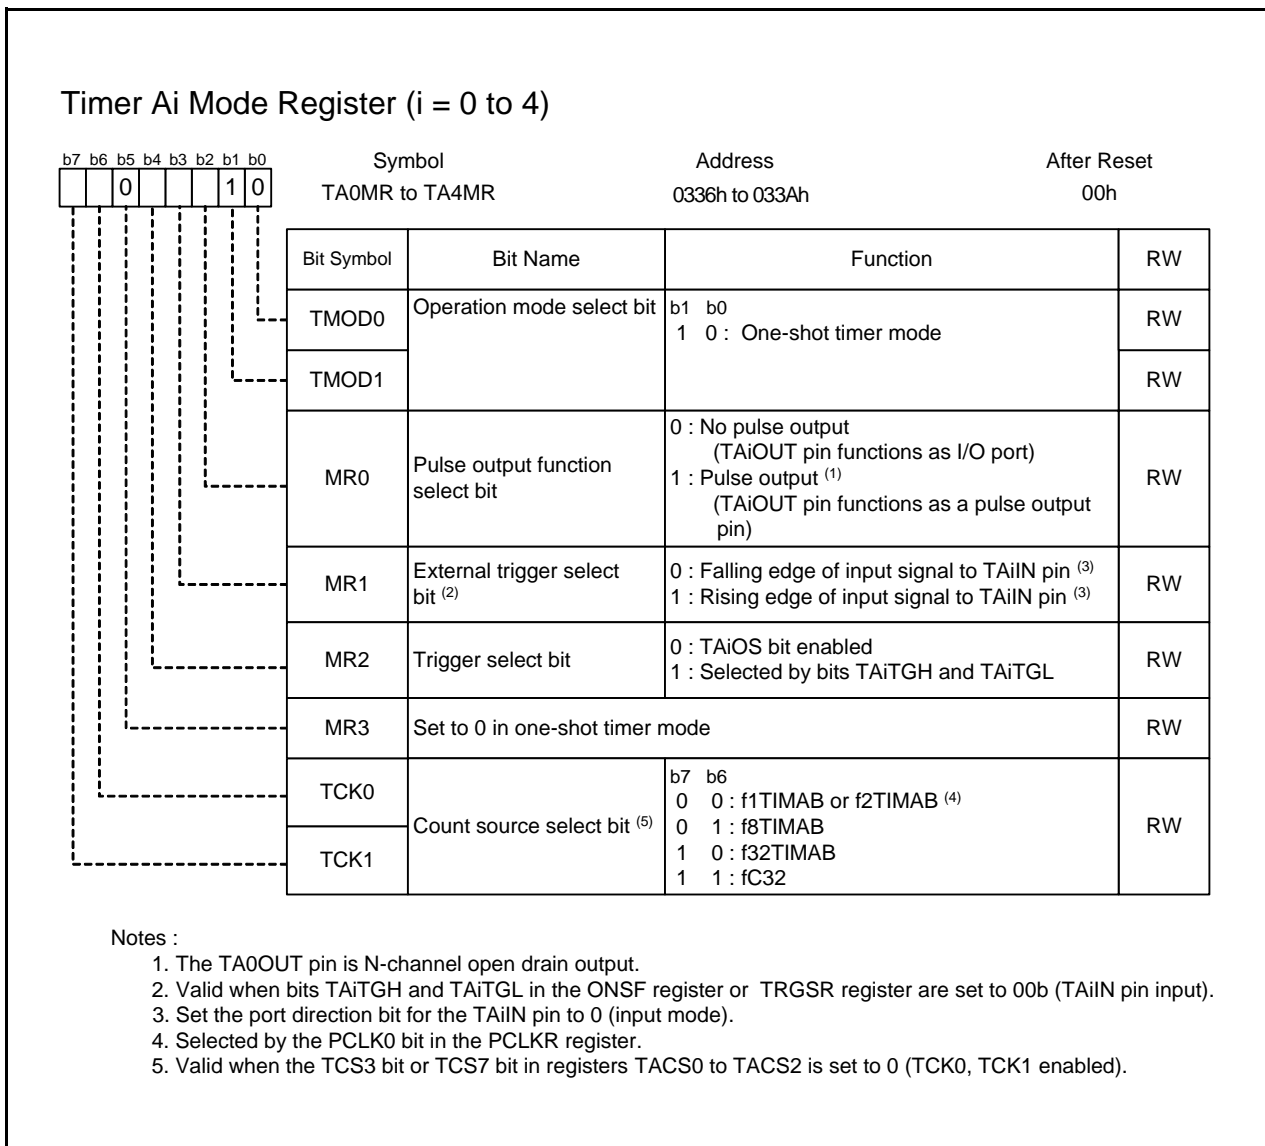 Timer Ai Mode Register (i = 0 to 4)
b7 b6 b5 b4 b3 b2 b1 b0
Symbol Address After Reset
0 1 0
TA0MR to TA4MR 0336h to 033Ah 00h
Bit Symbol Bit Name Function RW
TMOD0 Operation mode select bit b1 b0
1 0 : One-shot timer mode RW
TMOD1 RW
MR0 Pulse output function
select bit
0 : No pulse output
(TAiOUT pin functions as I/O port)
1 : Pulse output (1)
(TAiOUT pin functions as a pulse output
pin)
RW
MR1 External trigger select
bit (2)
0 : Falling edge of input signal to TAiIN pin (3)
1 : Rising edge of input signal to TAiIN pin (3)
RW
MR2 Trigger select bit
0 : TAiOS bit enabled
1 : Selected by bits TAiTGH and TAiTGL
RW
MR3 Set to 0 in one-shot timer mode RW
TCK0
TCK1
Count source select bit (5)
b7 b6
0 0 : f1TIMAB or f2TIMAB (4)
0 1 : f8TIMAB
1 0 : f32TIMAB
1 1 : fC32
RW
Notes :
1. The TA0OUT pin is N-channel open drain output.
2. Valid when bits TAiTGH and TAiTGL in the ONSF register or TRGSR register are set to 00b (TAiIN pin input).
3. Set the port direction bit for the TAiIN pin to 0 (input mode).
4. Selected by the PCLK0 bit in the PCLKR register.
5. Valid when the TCS3 bit or TCS7 bit in registers TACS0 to TACS2 is set to 0 (TCK0, TCK1 enabled).